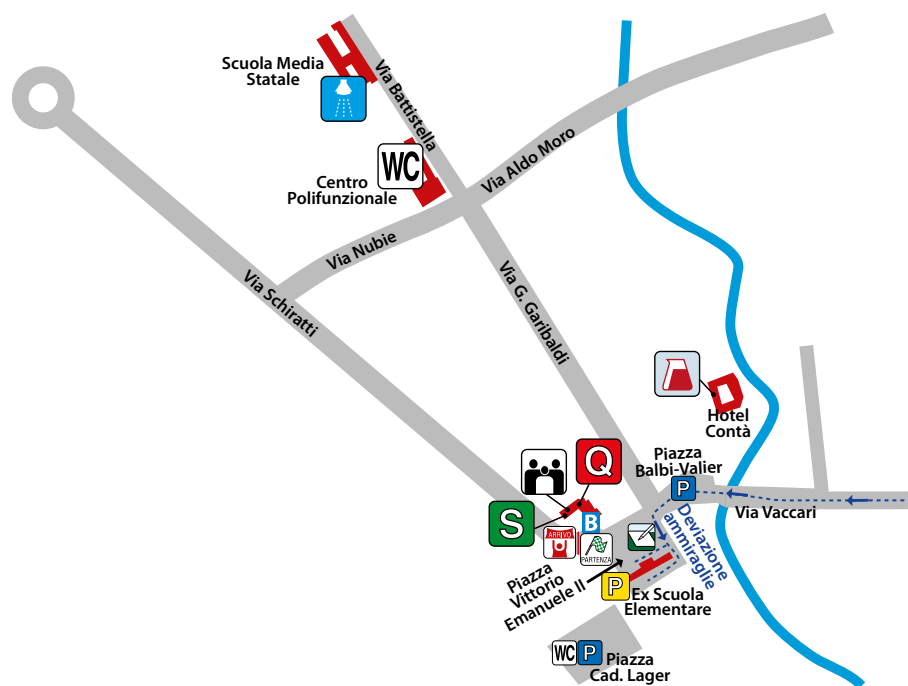 Scuola Media
Statale
Via Battistella
WC
Centro
Polifunzionale
Via Aldo Moro
Via Nubie
Via Schiratti
Via G. Garibaldi
Hotel
Contà
Piazza
Balbi-Valier
P
Via Vaccari
Deviazione
ammiraglie
Q
S
B
ARRIVO
PARTENZA
Piazza
Vittorio
Emanuele II
P
Ex Scuola
Elementare
WC
P
Piazza
Cad. Lager